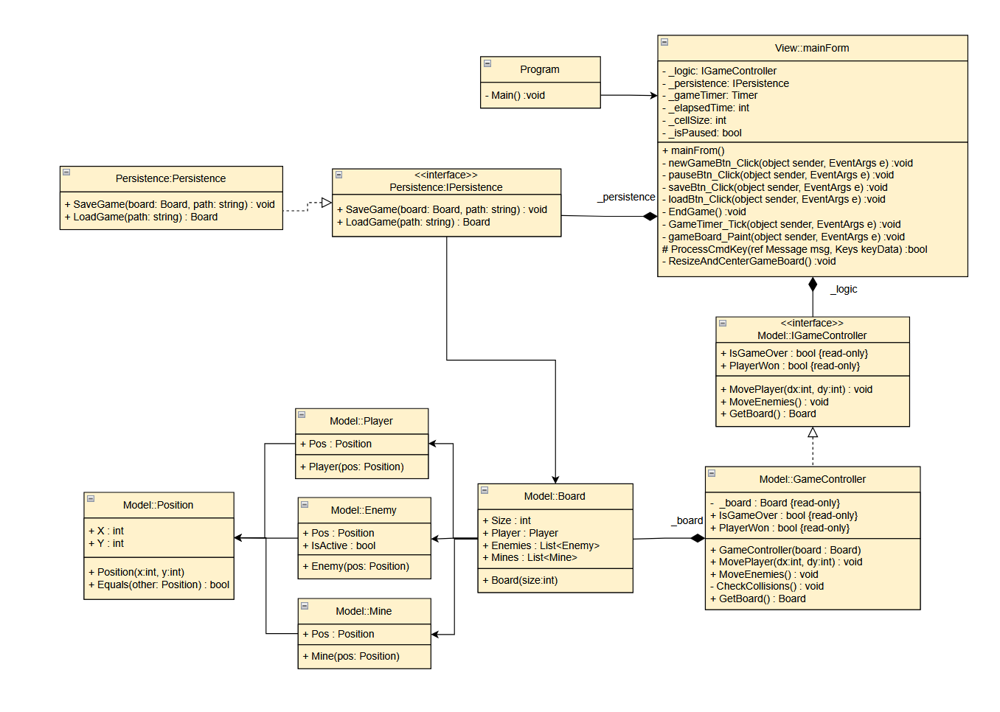 View::mainForm
- _logic: IGameController
- _persistence: IPersistence
- _gameTimer: Timer
- _elapsedTime: int
- _cellSize: int
- _isPaused: bool
+ mainFrom()
- newGameBtn_Click(object sender, EventArgs e) :void
- pauseBtn_Click(object sender, EventArgs e) :void
- saveBtn_Click(object sender, EventArgs e) :void
- loadBtn_Click(object sender, EventArgs e) :void
- EndGame() :void
- GameTimer_Tick(object sender, EventArgs e) :void
- gameBoard_Paint(object sender, EventArgs e) :void
# ProcessCmdKey(ref Message msg, Keys keyData) :bool
- ResizeAndCenterGameBoard() :void
Program
- Main() :void
Persistence:Persistence
+ SaveGame(board: Board, path: string) : void
+ LoadGame(path: string) : Board
<<interface>>
Persistence:IPersistence
+ SaveGame(board: Board, path: string) : void
+ LoadGame(path: string) : Board
_persistence
_logic
<<interface>>
Model::IGameController
+ IsGameOver : bool {read-only}
+ PlayerWon : bool {read-only}
+ MovePlayer(dx:int, dy:int) : void
+ MoveEnemies() : void
+ GetBoard() : Board
Model::Player
+ Pos : Position
+ Player(pos: Position)
Model::Position
+ X : int
+ Y : int
+ Position(x:int, y:int)
+ Equals(other: Position) : bool
Model::Enemy
+ Pos : Position
+ IsActive : bool
+ Enemy(pos: Position)
Model::Mine
+ Pos : Position
+ Mine(pos: Position)
Model::Board
+ Size : int
+ Player : Player
+ Enemies : List<Enemy>
+ Mines : List<Mine>
+ Board(size:int)
_board
Model::GameController
- _board : Board {read-only}
+ IsGameOver : bool {read-only}
+ PlayerWon : bool {read-only}
+ GameController(board : Board)
+ MovePlayer(dx:int, dy:int) : void
+ MoveEnemies() : void
- CheckCollisions() : void
+ GetBoard() : Board